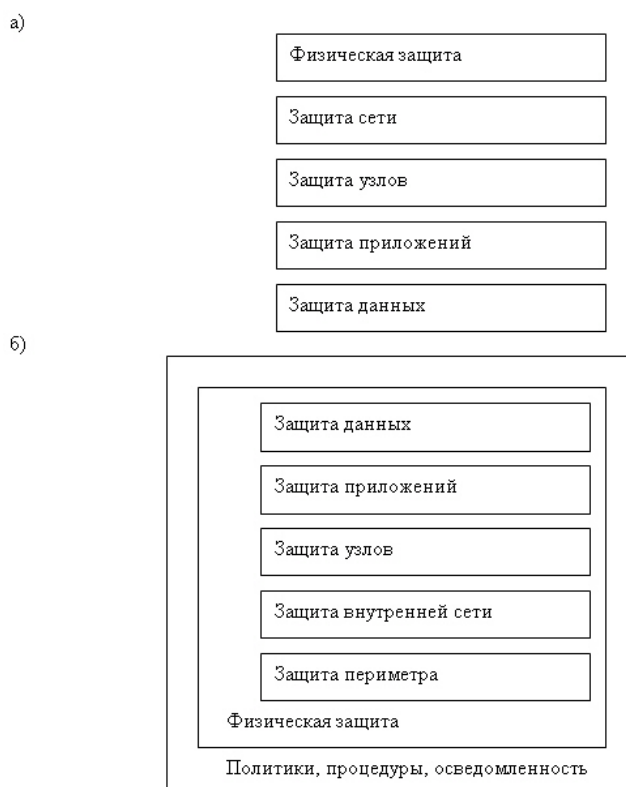 а)
Физическая защита
Защита сети
Защита узлов
Защита приложений
Защита данных
б)
Защита данных
Защита приложений
Защита узлов
Защита внутренней сети
Защита периметра
Физическая защита
Политики, процедуры, осведомленность